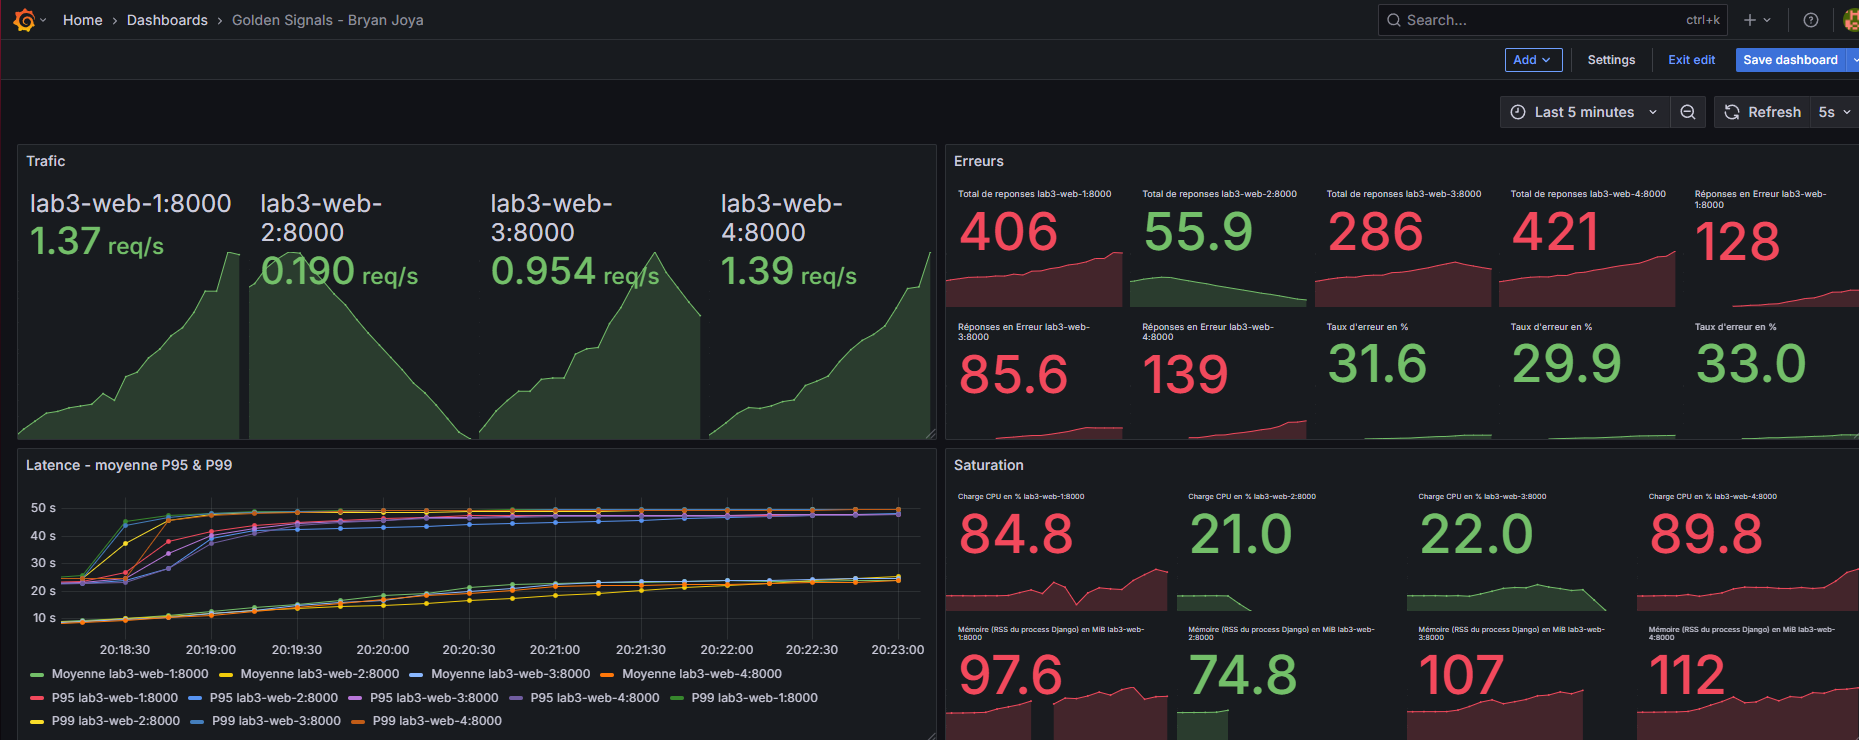 Home › Dashboards › Golden Signals - Bryan Joya
Search... ctrl+k
Add Settings Exit edit Save dashboard
Last 5 minutes Refresh 5s
Trafic
lab3-web-1:8000
1.37 req/s
lab3-web-
2:8000
0.190 req/s
lab3-web-
3:8000
0.954 req/s
lab3-web-
4:8000
1.39 req/s
Erreurs
Total de reponses lab3-web-1:8000
406
Total de reponses lab3-web-2:8000
55.9
Total de reponses lab3-web-3:8000
286
Total de reponses lab3-web-4:8000
421
Réponses en Erreur lab3-web-
1:8000
128
Réponses en Erreur lab3-web-
3:8000
85.6
Réponses en Erreur lab3-web-
4:8000
139
Taux d'erreur en %
31.6
Taux d'erreur en %
29.9
Taux d'erreur en %
33.0
Latence - moyenne P95 & P99
50 s
40 s
30 s
20 s
10 s
20:18:30 20:19:00 20:19:30 20:20:00 20:20:30 20:21:00 20:21:30 20:22:00 20:22:30 20:23:00
Moyenne lab3-web-1:8000 Moyenne lab3-web-2:8000 Moyenne lab3-web-3:8000 Moyenne lab3-web-4:8000
P95 lab3-web-1:8000 P95 lab3-web-2:8000 P95 lab3-web-3:8000 P95 lab3-web-4:8000 P99 lab3-web-1:8000
P99 lab3-web-2:8000 P99 lab3-web-3:8000 P99 lab3-web-4:8000
Saturation
Charge CPU en % lab3-web-1:8000
84.8
Charge CPU en % lab3-web-2:8000
21.0
Charge CPU en % lab3-web-3:8000
22.0
Charge CPU en % lab3-web-4:8000
89.8
Mémoire (RSS du process Django) en MiB lab3-web-
1:8000
97.6
Mémoire (RSS du process Django) en MiB lab3-web-
2:8000
74.8
Mémoire (RSS du process Django) en MiB lab3-web-
3:8000
107
Mémoire (RSS du process Django) en MiB lab3-web-
4:8000
112